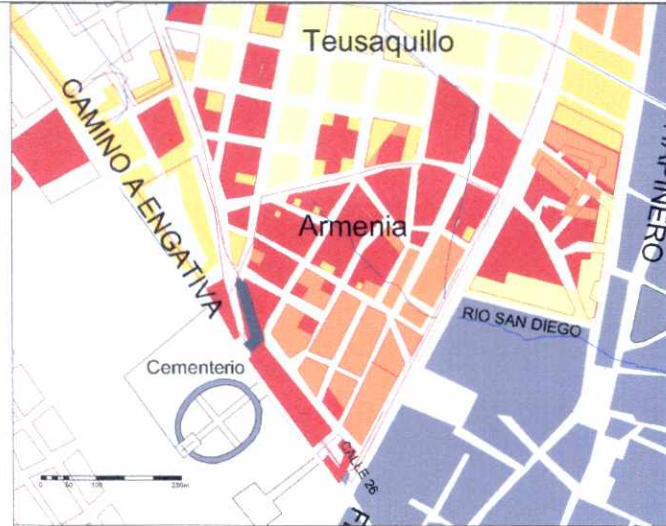 Teusaquillo
CAMINO A ENGATIVA
Armenia
RIO SAN DIEGO
Cementerio
CALLE 26